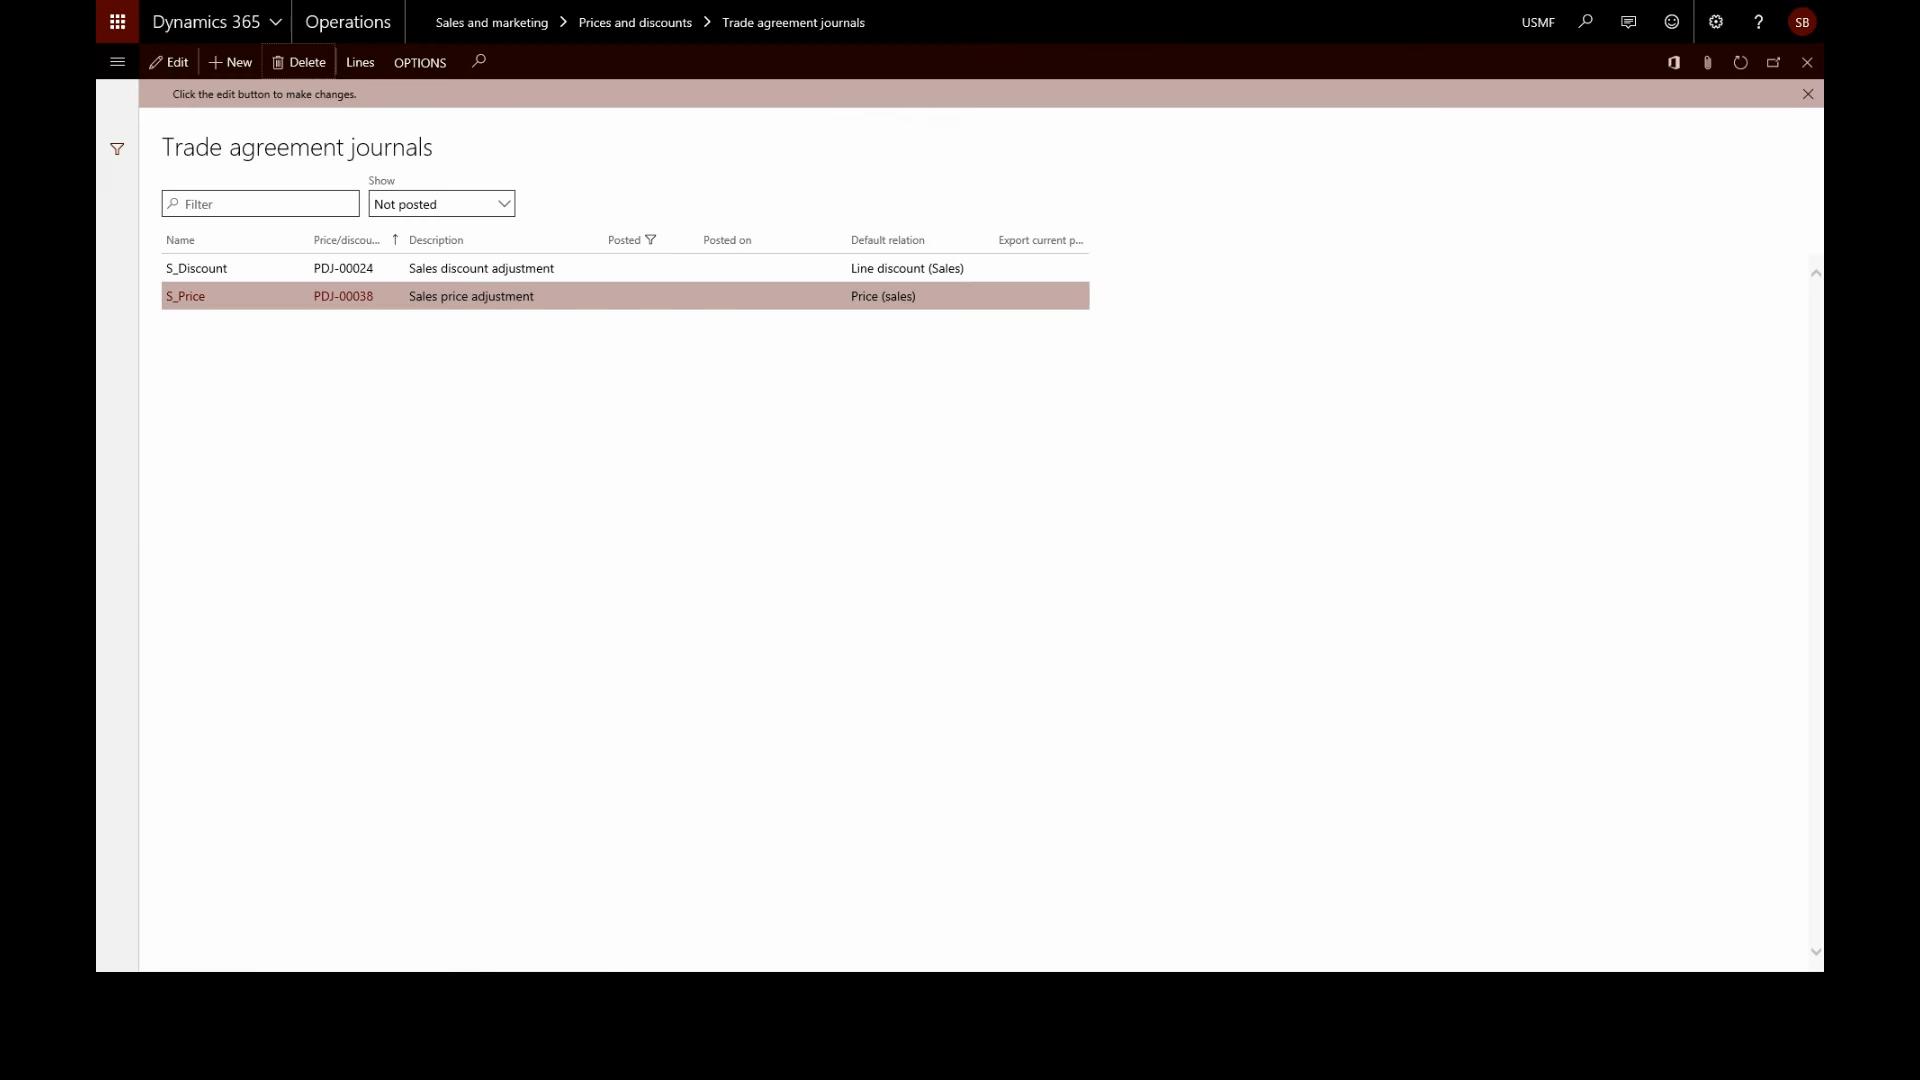 Dynamics 365 Operations Sales and marketing > Prices and discounts > Trade agreement journals USMF ? SB
Edit New Delete Lines OPTIONS
Click the edit button to make changes.
Trade agreement journals
Show
Filter Not posted
Name Price/discou... ↑ Description Posted Posted on Default relation Export current p...
S_Discount PDJ-00024 Sales discount adjustment Line discount (Sales)
S_Price PDJ-00038 Sales price adjustment Price (sales)